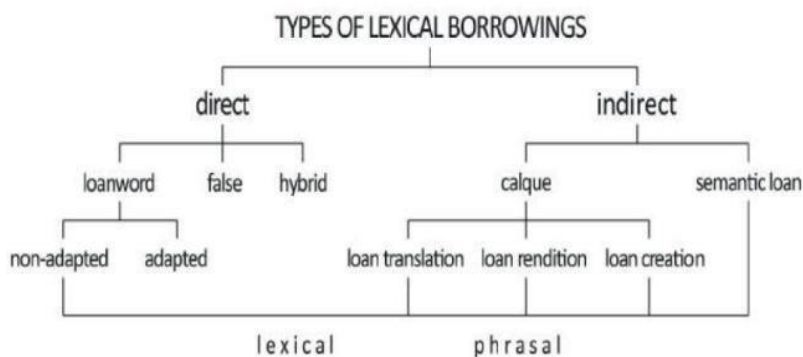 TYPES OF LEXICAL BORROWINGS
direct indirect
loanword false hybrid calque semantic loan
non-adapted adapted loan translation loan rendition loan creation
lexical phrasal